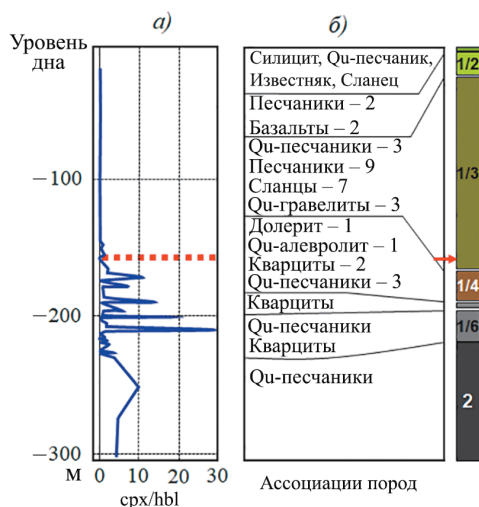 а)
б)
Уровень
дна
−100
−200
−300
м
0 10 20 30
cpx/hbl
Силицит, Qu-песчаник,
Известняк, Сланец
Песчаники – 2
Базальты – 2
Qu-песчаники – 3
Песчаники – 9
Сланцы – 7
Qu-гравелиты – 3
Долерит – 1
Qu-алевролит – 1
Кварциты – 2
Qu-песчаники – 3
Кварциты
Qu-песчаники
Кварциты
Qu-песчаники
Ассоциации пород
1/2
1/3
1/4
1/6
2